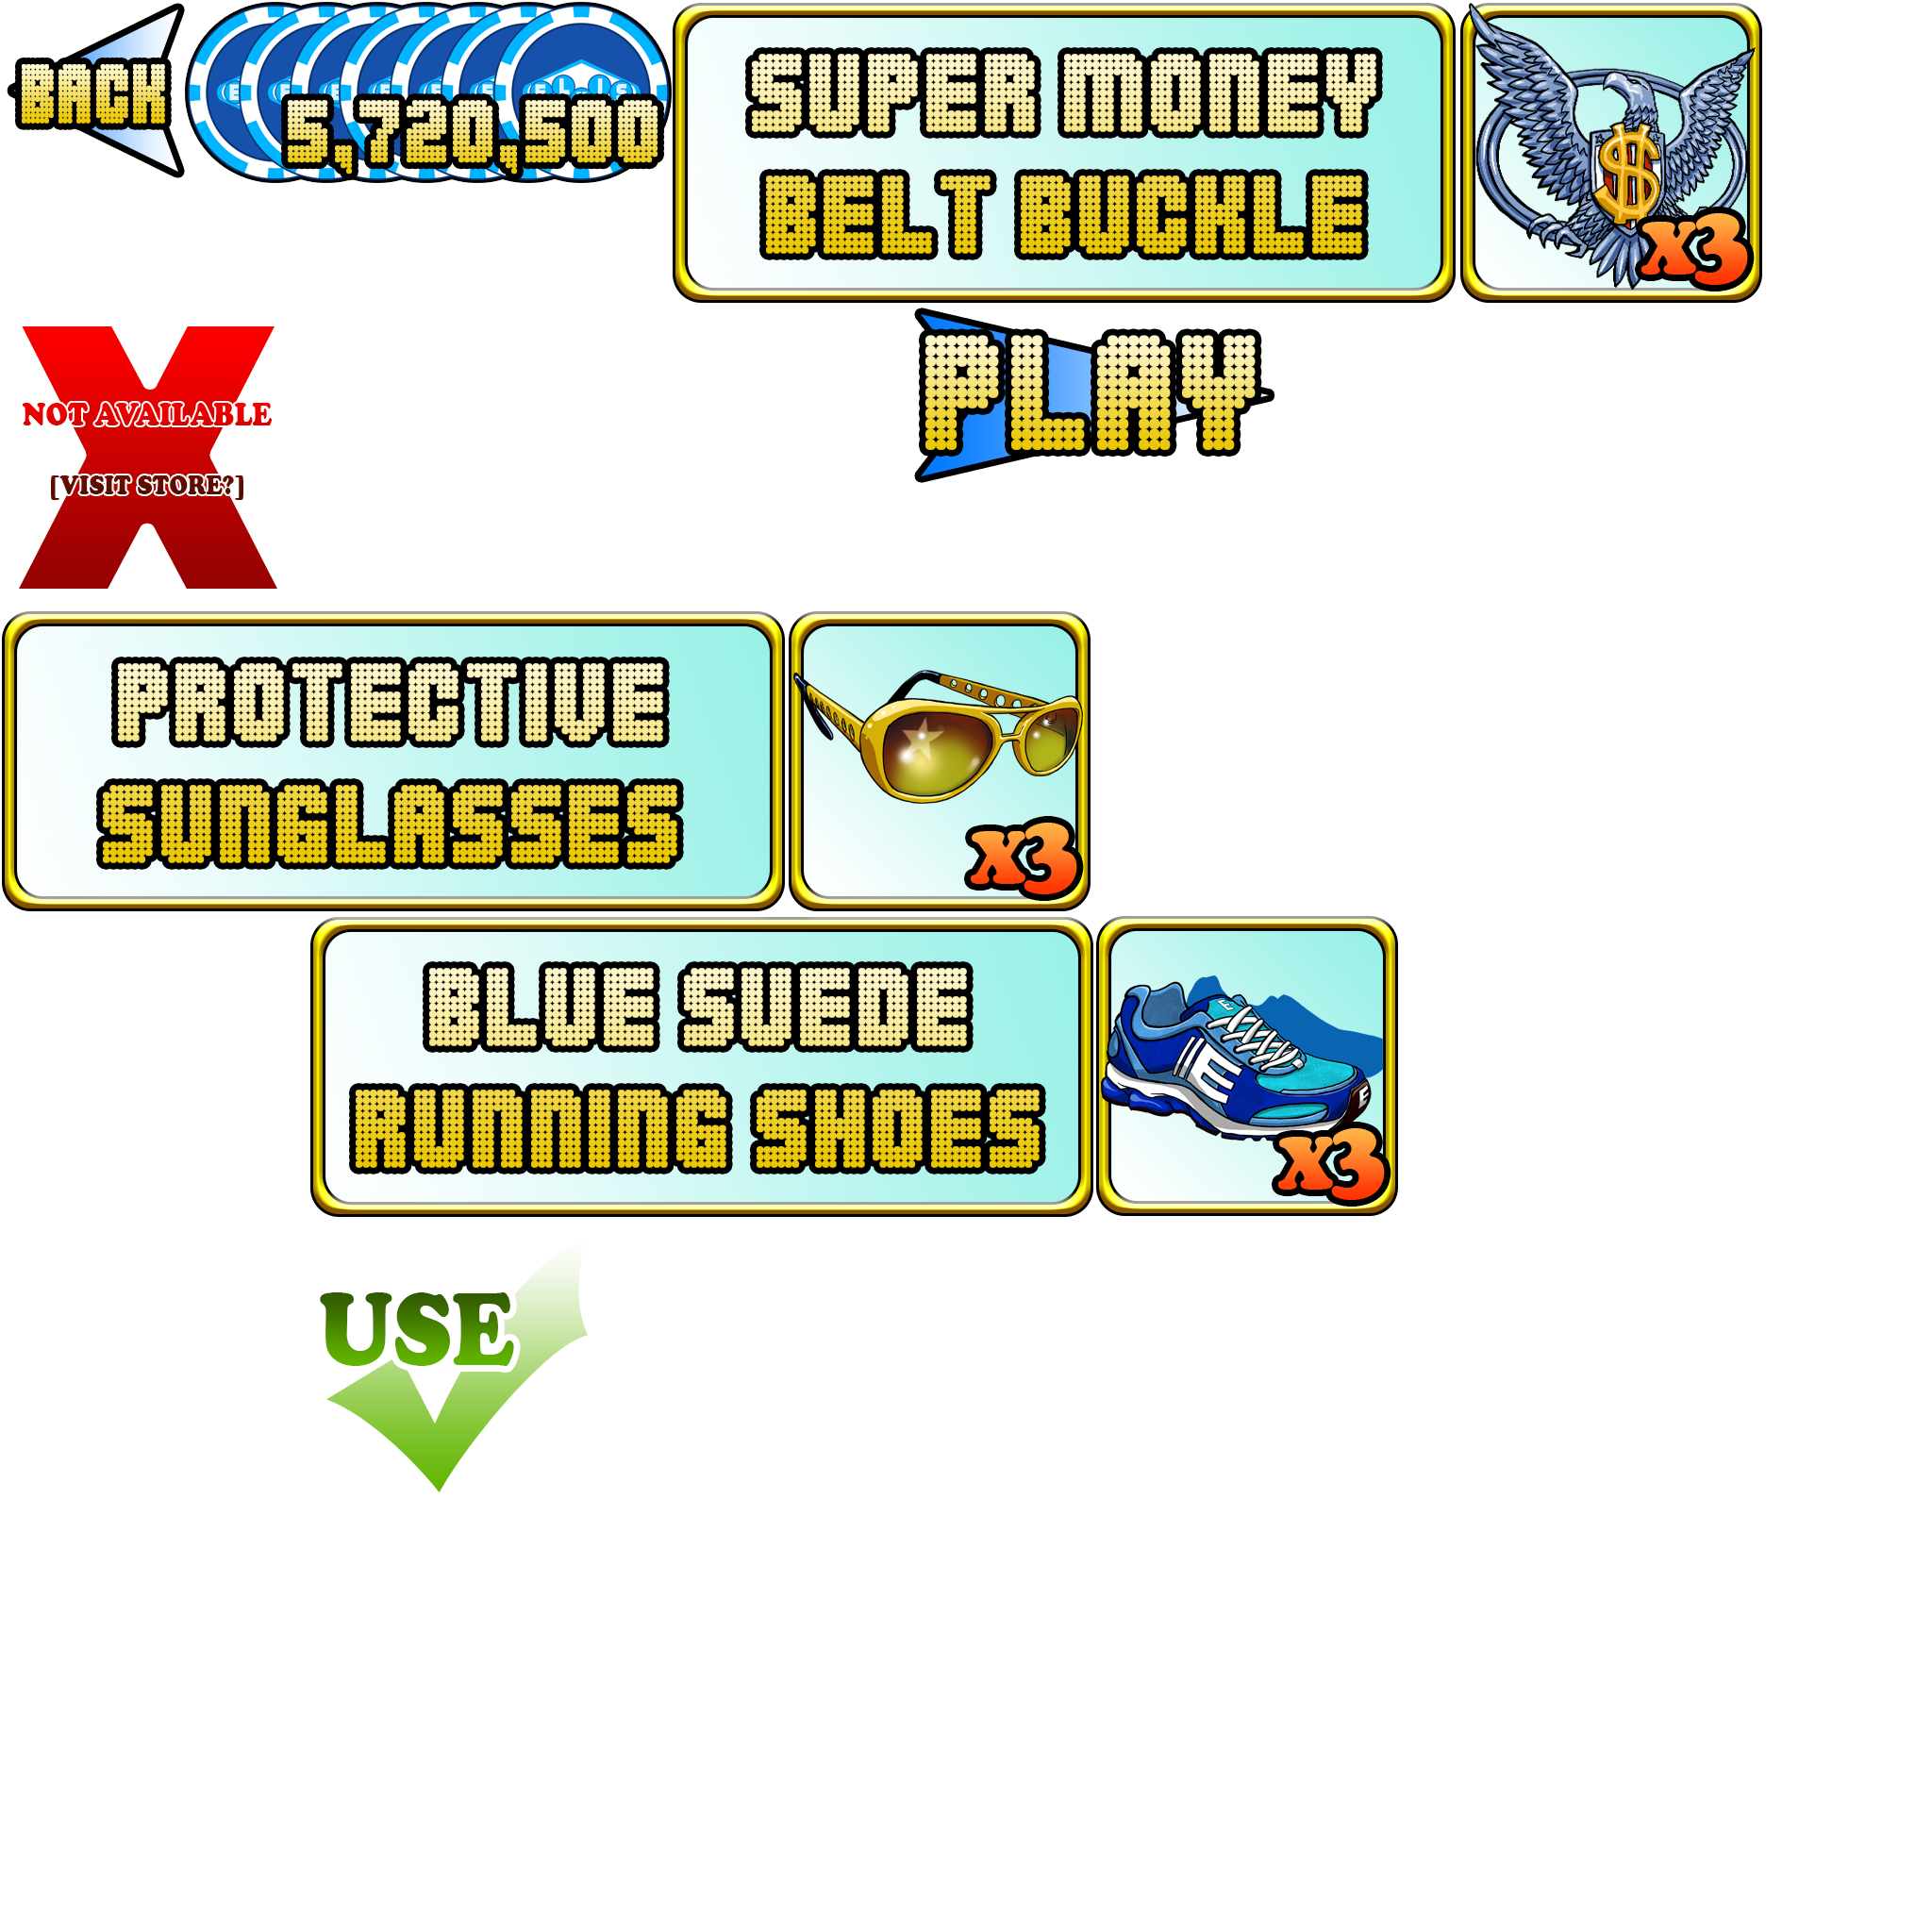 BACK
5,720,500
SUPER MONEY
BELT BUCKLE
$
x3
NOT AVAILABLE
[VISIT STORE?]
PLAY
PROTECTIVE
SUNGLASSES
x3
BLUE SUEDE
RUNNING SHOES
E
E
E
x3
USE